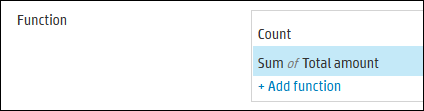 Function
Count
Sum of Total amount
+ Add function